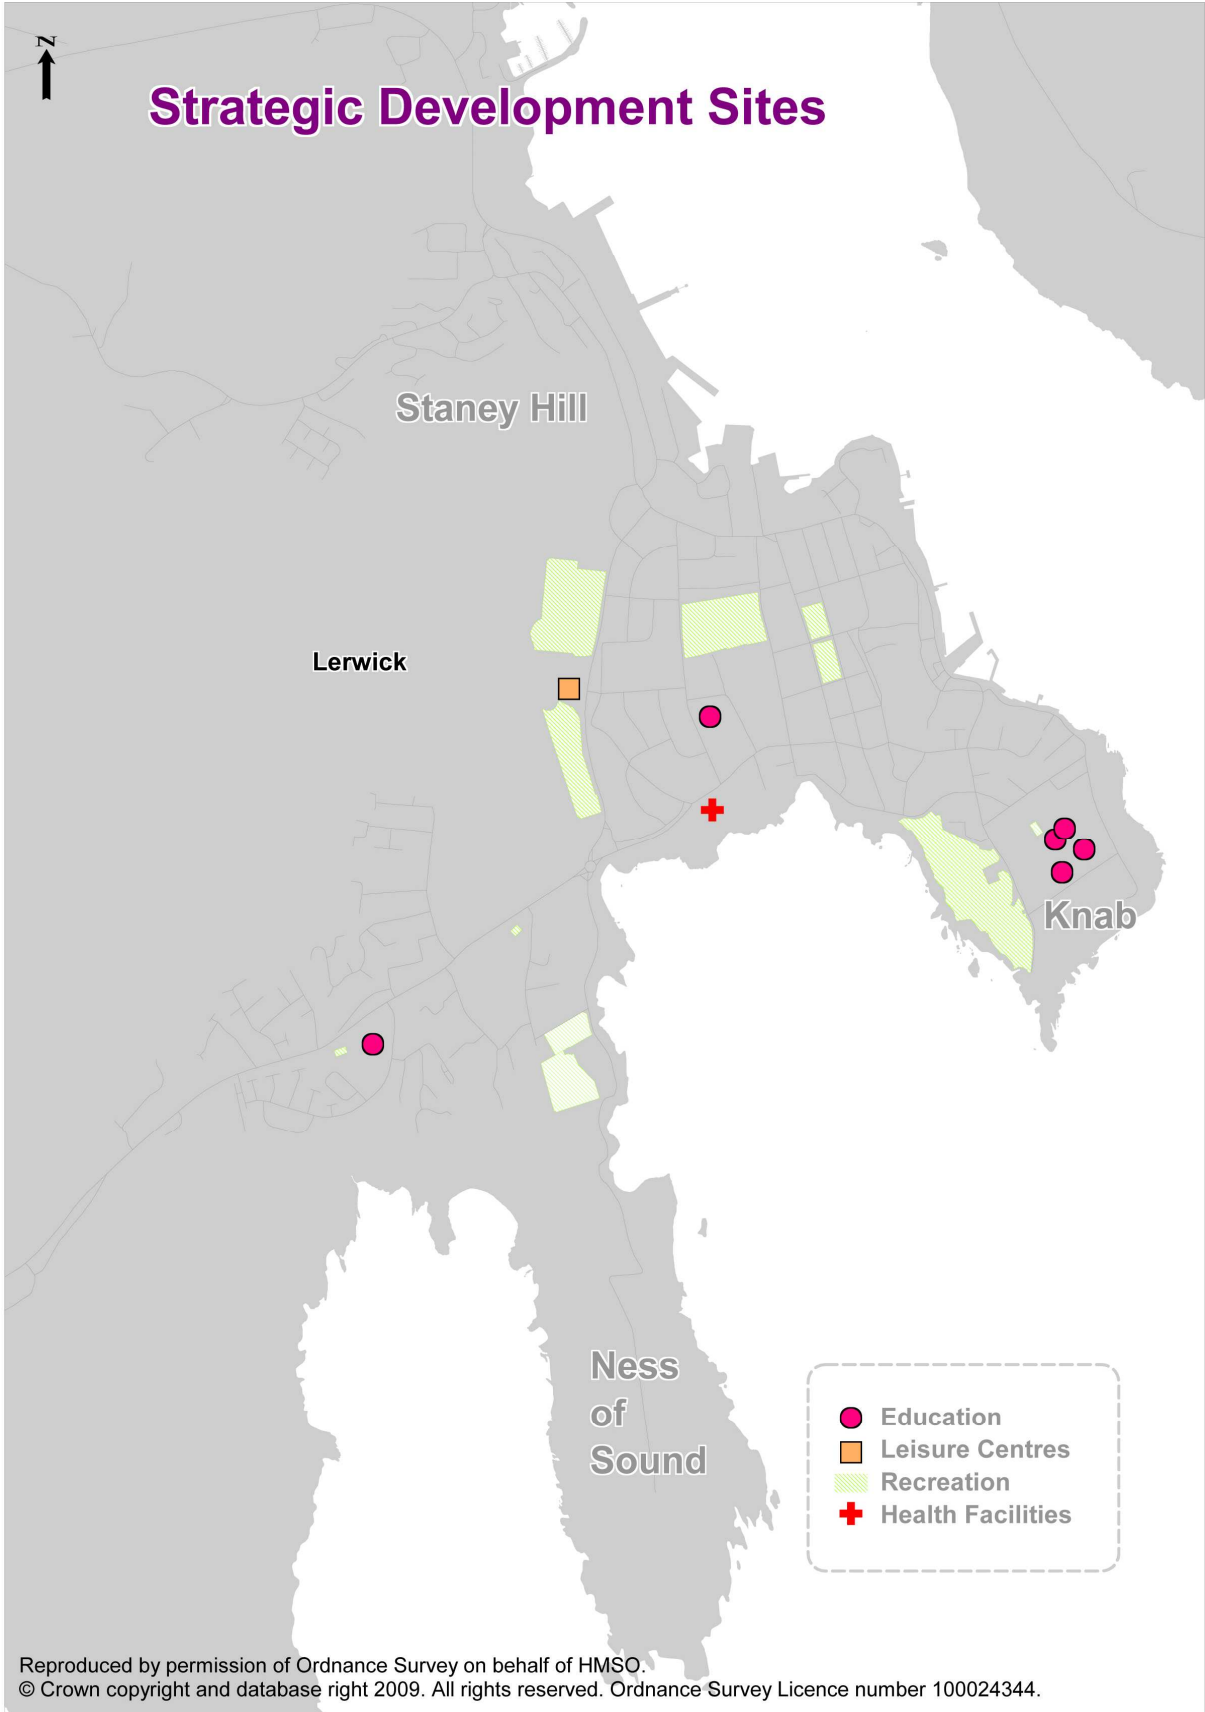 N
Strategic Development Sites
Staney Hill
Lerwick
Knab
Ness
of
Sound
Education
Leisure Centres
Recreation
Health Facilities
Reproduced by permission of Ordnance Survey on behalf of HMSO.
© Crown copyright and database right 2009. All rights reserved. Ordnance Survey Licence number 100024344.